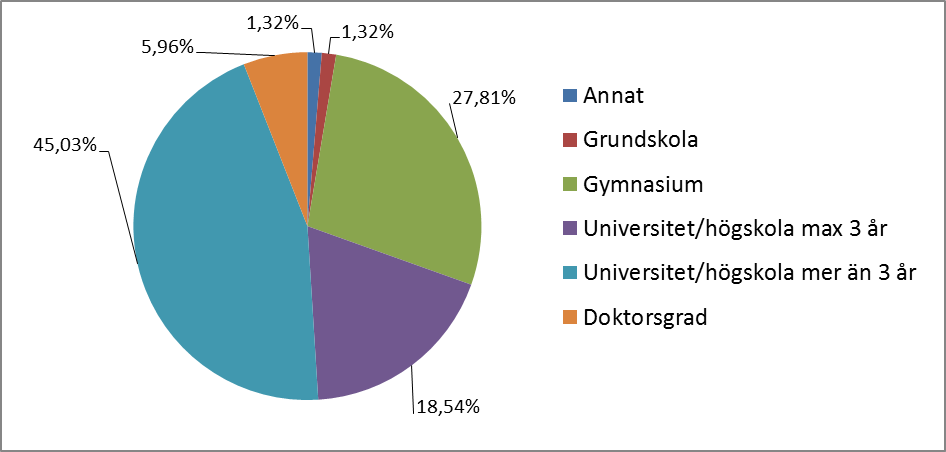 1,32%
1,32%
5,96%
27,81%
45,03%
18,54%
Annat
Grundskola
Gymnasium
Universitet/högskola max 3 år
Universitet/högskola mer än 3 år
Doktorsgrad